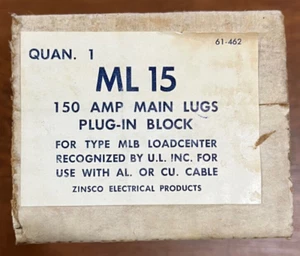 QUAN. 1
61-462
ML 15
150 AMP MAIN LUGS
PLUG-IN BLOCK
FOR TYPE MLB LOADCENTER
RECOGNIZED BY U.L. INC. FOR
USE WITH AL. OR CU. CABLE
ZINSCO ELECTRICAL PRODUCTS